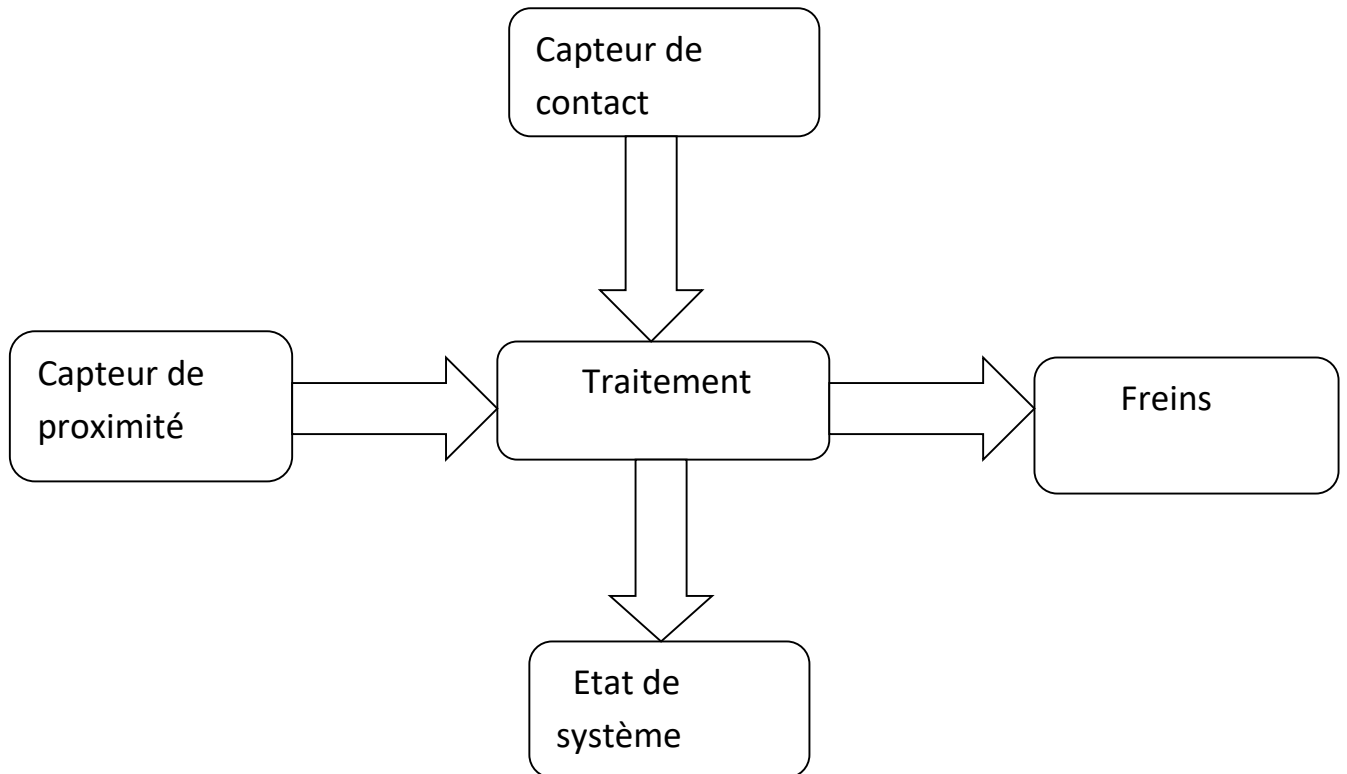 Capteur de
contact
Capteur de
proximité
Traitement
Freins
Etat de
système